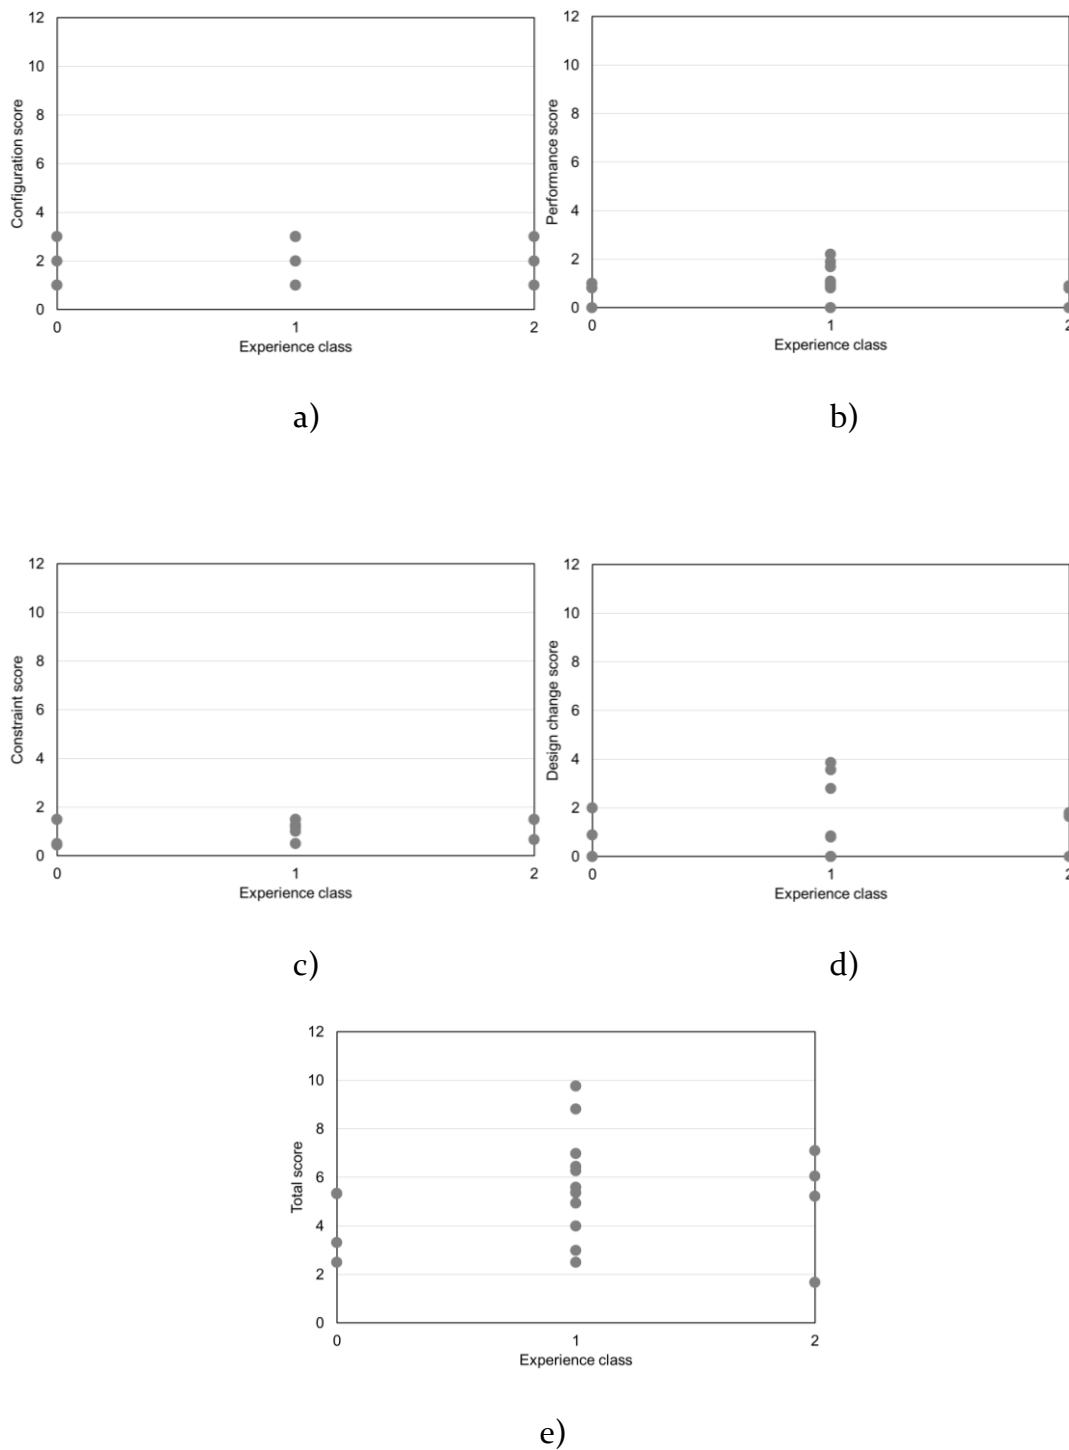 12
10
8
6
4
2
0
Configuration score
0 1 2
Experience class
a)
12
10
8
6
4
2
0
Performance score
0 1 2
Experience class
b)
12
10
8
6
4
2
0
Constraint score
0 1 2
Experience class
c)
12
10
8
6
4
2
0
Design change score
0 1 2
Experience class
d)
12
10
8
6
4
2
0
Total score
0 1 2
Experience class
e)